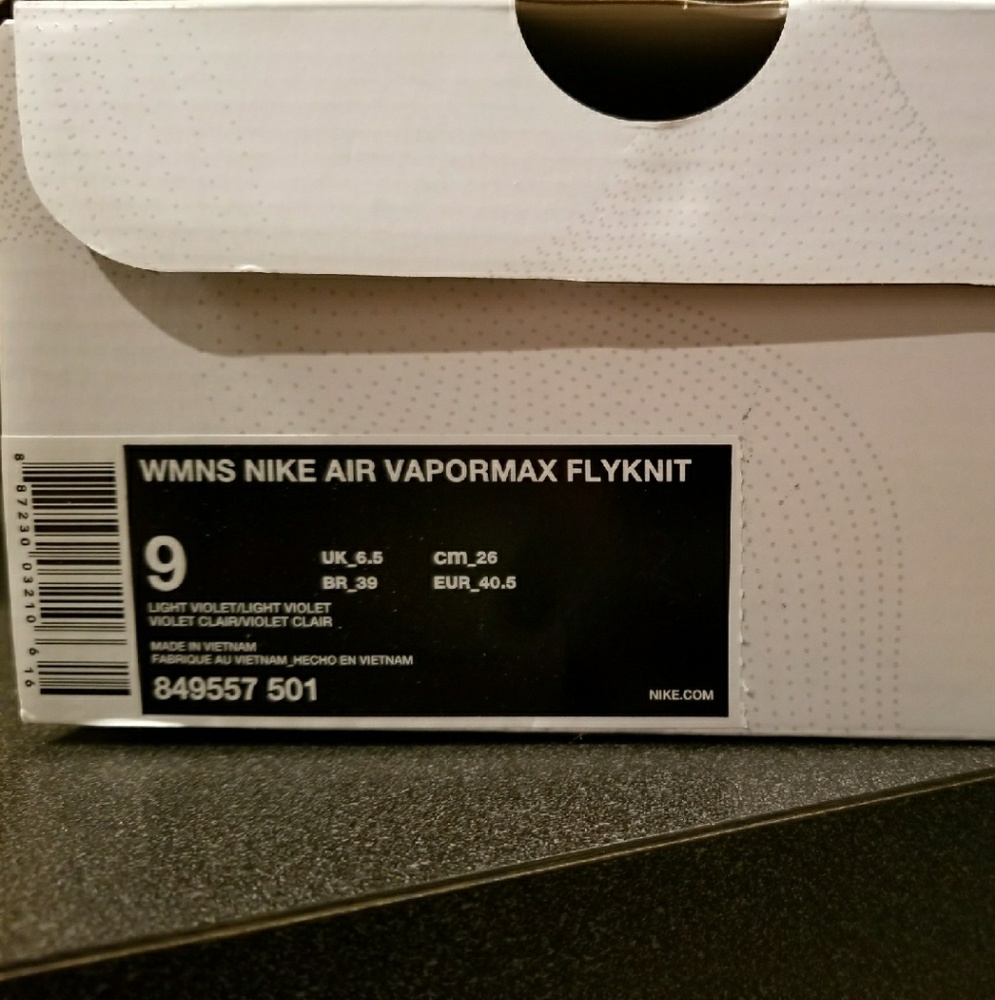 WMNS NIKE AIR VAPORMAX FLYKNIT
9
UK_6.5 cm_26
BR_39 EUR_40.5
LIGHT VIOLET/LIGHT VIOLET
VIOLET CLAIR/VIOLET CLAIR
MADE IN VIETNAM
FABRIQUE AU VIETNAM_HECHO EN VIETNAM
849557 501
NIKE.COM
8 87230 03210 6 16